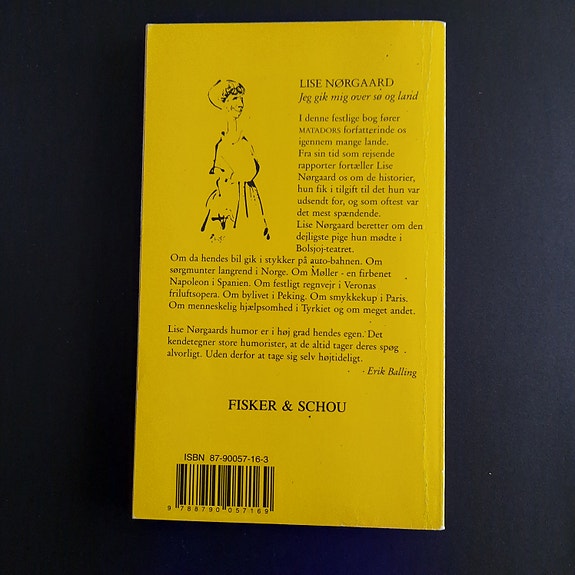 LISE NØRGAARD
Jeg gik mig over sø og land
I denne festlige bog fører
MATADORS forfatterinde os
igennem mange lande.
Fra sin tid som rejsende
rapporter fortæller Lise
Nørgaard os om de historier,
hun fik i tilgift til det hun var
udsendt for, og som oftest var
det mest spændende.
Lise Nørgaard beretter om den
dejligste pige hun mødte i
Bolsjoj-teatret.
Om da hendes bil gik i stykker på auto-bahnen. Om
sørgmunter langrend i Norge. Om Møller - en firbenet
Napoleon i Spanien. Om festligt regnvejr i Veronas
friluftsopera. Om bylivet i Peking. Om smykkekup i Paris.
Om menneskelig hjælpsomhed i Tyrkiet og om meget andet.
Lise Nørgaards humor er i høj grad hendes egen. Det
kendetegner store humorister, at de altid tager deres spøg
alvorligt. Uden derfor at tage sig selv højtideligt.
Erik Balling
FISKER & SCHOU
ISBN 87-90057-16-3
9 788790 057169